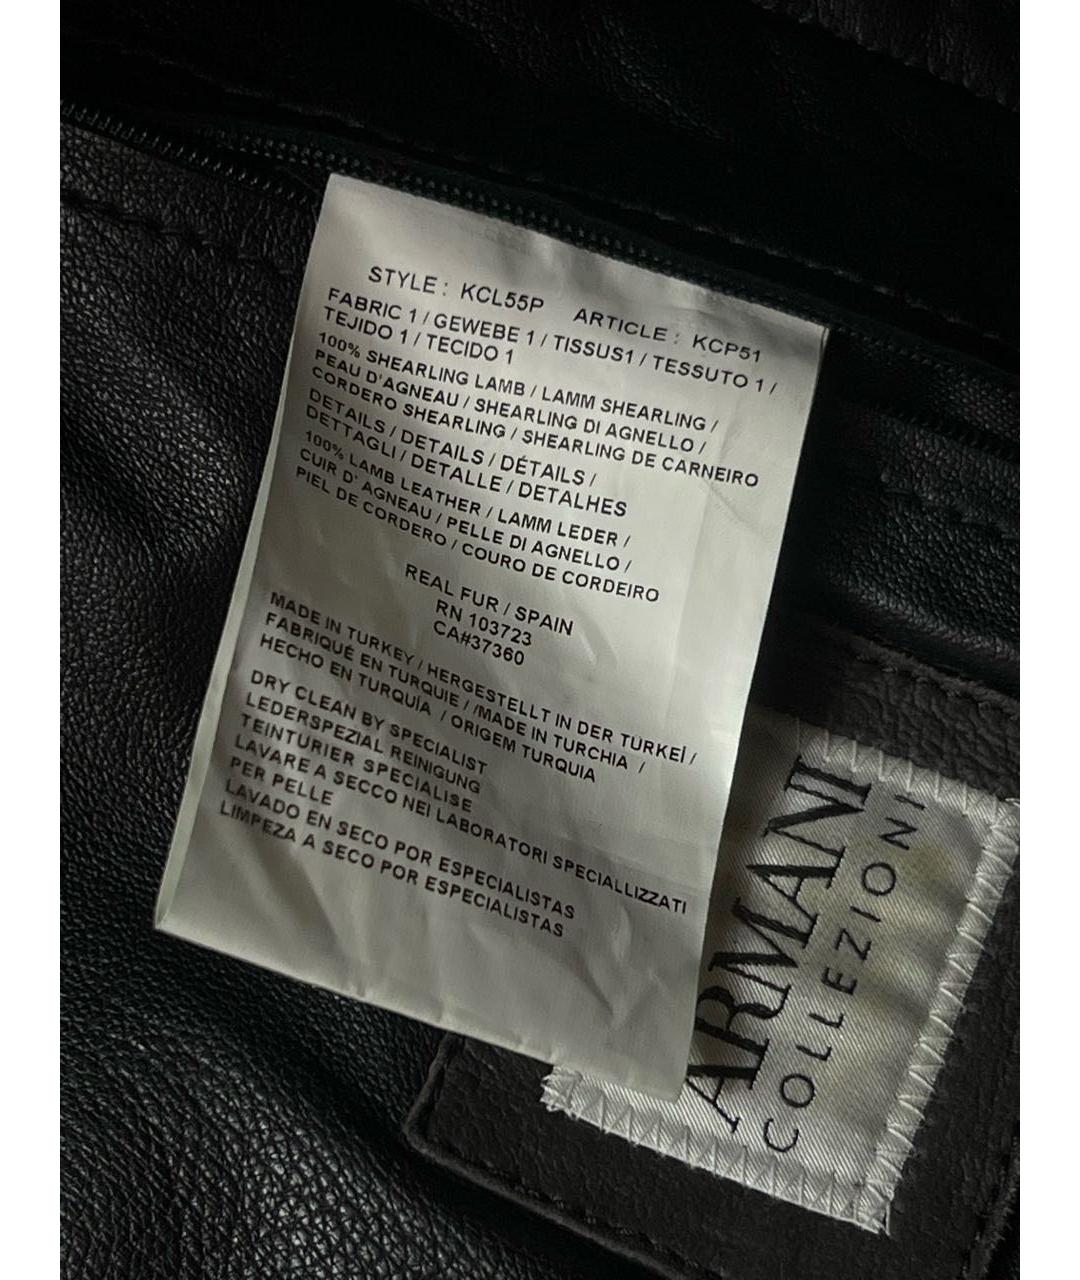 STYLE : KCL55P ARTICLE : KCP51
FABRIC 1 / GEWEBE 1 / TISSUS1 / TESSUTO 1 /
TEJIDO 1 / TECIDO 1
100% SHEARLING LAMB / LAMM SHEARLING /
PEAU D'AGNEAU / SHEARLING DI AGNELLO /
CORDERO SHEARLING / SHEARLING DE CARNEIRO
DETAILS / DETAILS / DÉTAILS /
DETTAGLI / DETALLE / DETALHES
100% LAMB LEATHER / LAMM LEDER /
CUIR D' AGNEAU / PELLE DI AGNELLO /
PIEL DE CORDERO / COURO DE CORDEIRO
REAL FUR / SPAIN
RN 103723
CA#37360
MADE IN TURKEY / HERGESTELLT IN DER TÜRKEİ /
FABRIQUÉ EN TURQUIE / /MADE IN TURCHIA /
HECHO EN TURQUÍA / ORIGEM TURQUIA
DRY CLEAN BY SPECIALIST
LEDERSPEZIAL REINIGUNG
TEINTURIER SPECIALISE
LAVARE A SECCO NEI LABORATORI SPECIALLIZZATI
PER PELLE
LAVADO EN SECO POR ESPECIALISTAS
LIMPEZA A SECO POR ESPECIALISTAS
ARMANI
COLLEZIONI